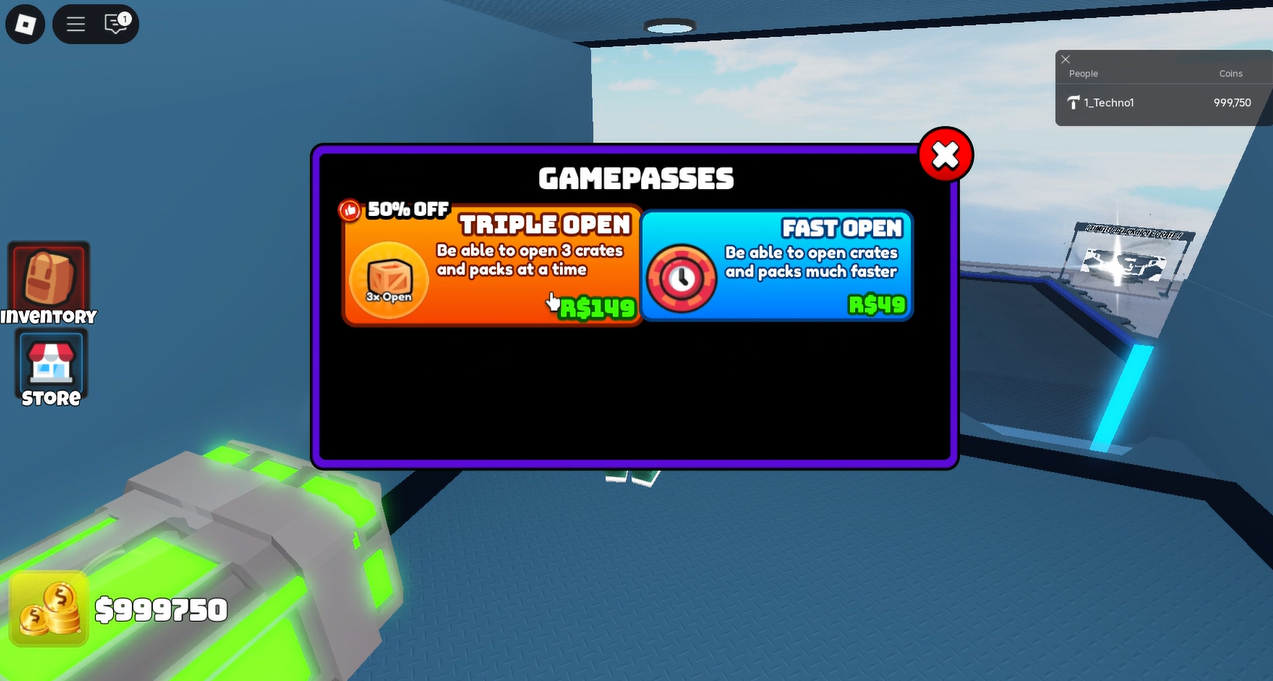 1
People
Coins
1_Techno1
999,750
GAMEPASSES
50% OFF
TRIPLE OPEN
Be able to open 3 crates
and packs at a time
3x Open
R$149
FAST OPEN
Be able to open crates
and packs much faster
R$49
INVENTORY
STORE
$999750